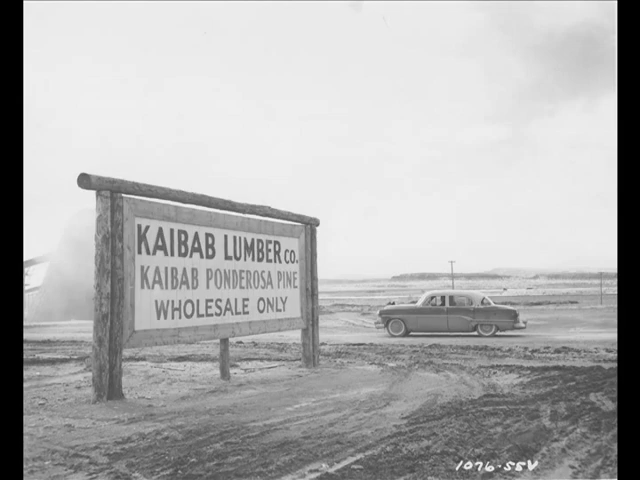 KAIBAB LUMBER CO.
KAIBAB PONDEROSA PINE
WHOLESALE ONLY
1076-55V